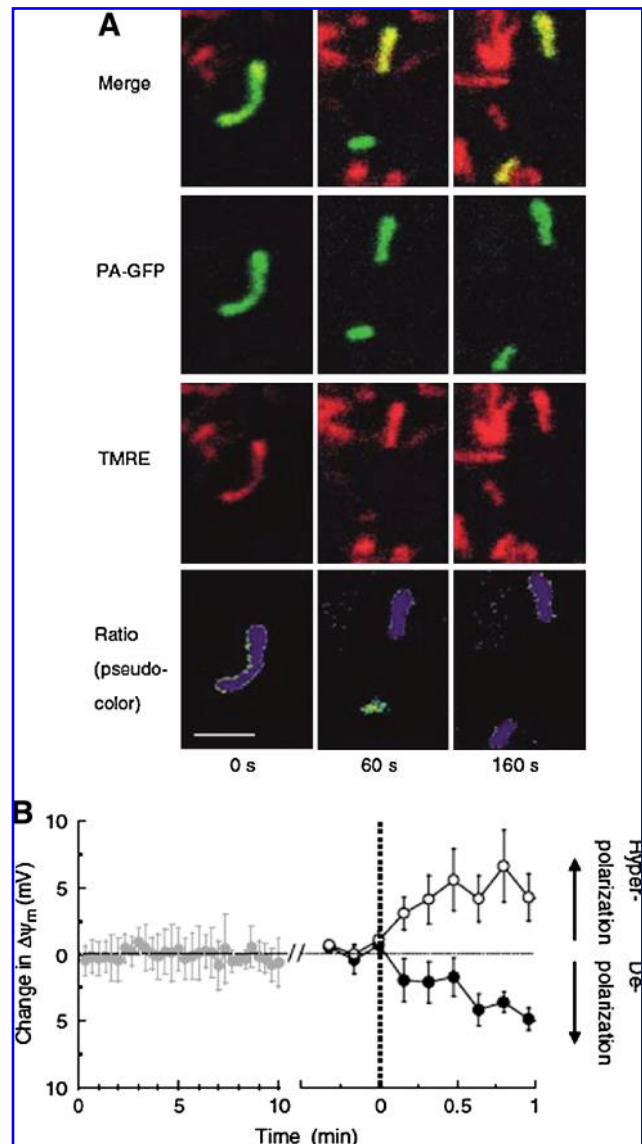 A
Merge
PA-GFP
TMRE
Ratio
(pseudo-
color)
0 s
60 s
160 s
B
Change in Δψm (mV)
10
5
0
5
10
0
5
10
0
0.5
1
Time (min)
Hyper-
polarization
De-
polarization